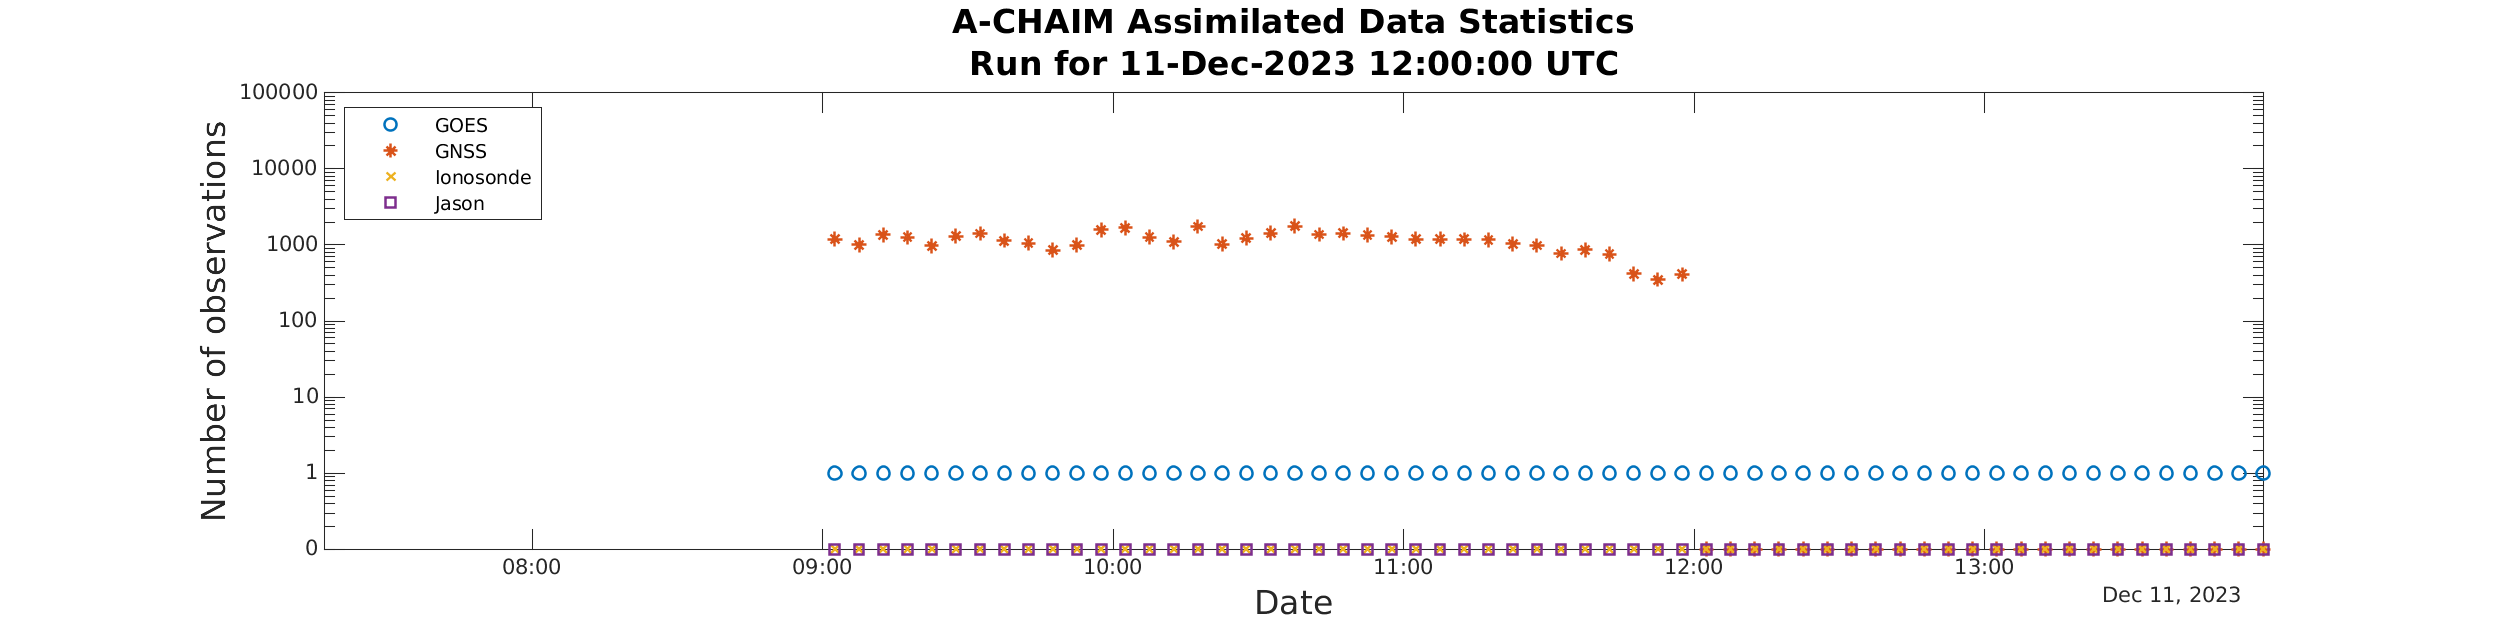 A-CHAIM Assimilated Data Statistics
Run for 11-Dec-2023 12:00:00 UTC
Number of observations
100000
10000
1000
100
10
1
0
GOES
GNSS
Ionosonde
Jason
08:00 09:00 10:00 11:00 12:00 13:00
Date
Dec 11, 2023